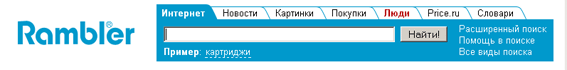 Интернет Новости Картинки Покупки Люди Price.ru Словари
Rambler®
Найти! Расширенный поиск
Помощь в поиске
Пример: картриджи Все виды поиска